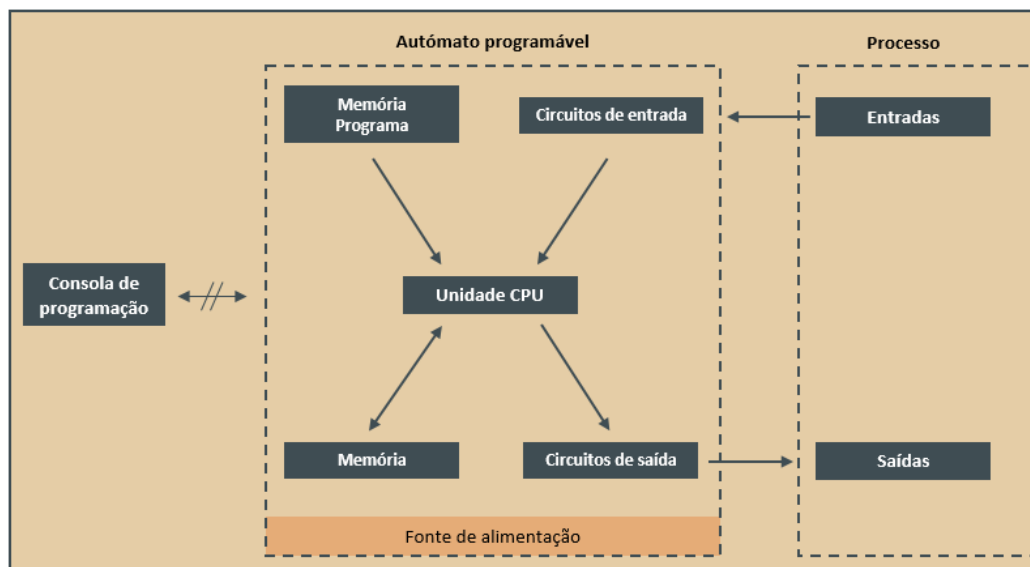 Autómato programável
Processo
Memória
Programa
Circuitos de entrada
Entradas
Consola de
programação
Unidade CPU
Memória
Circuitos de saída
Saídas
Fonte de alimentação